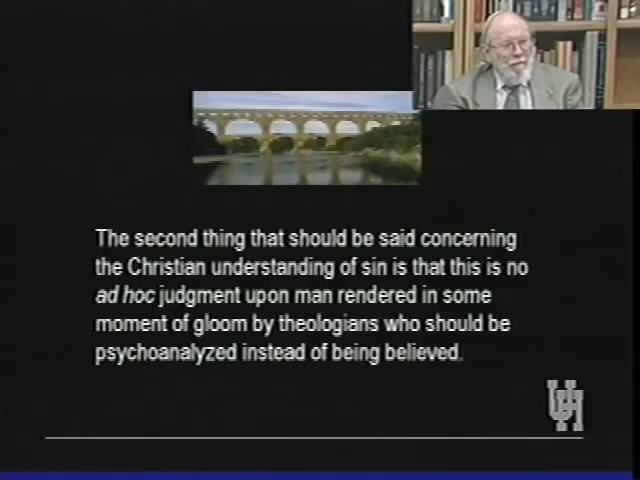 The second thing that should be said concerning
the Christian understanding of sin is that this is no
ad hoc judgment upon man rendered in some
moment of gloom by theologians who should be
psychoanalyzed instead of being believed.
UH